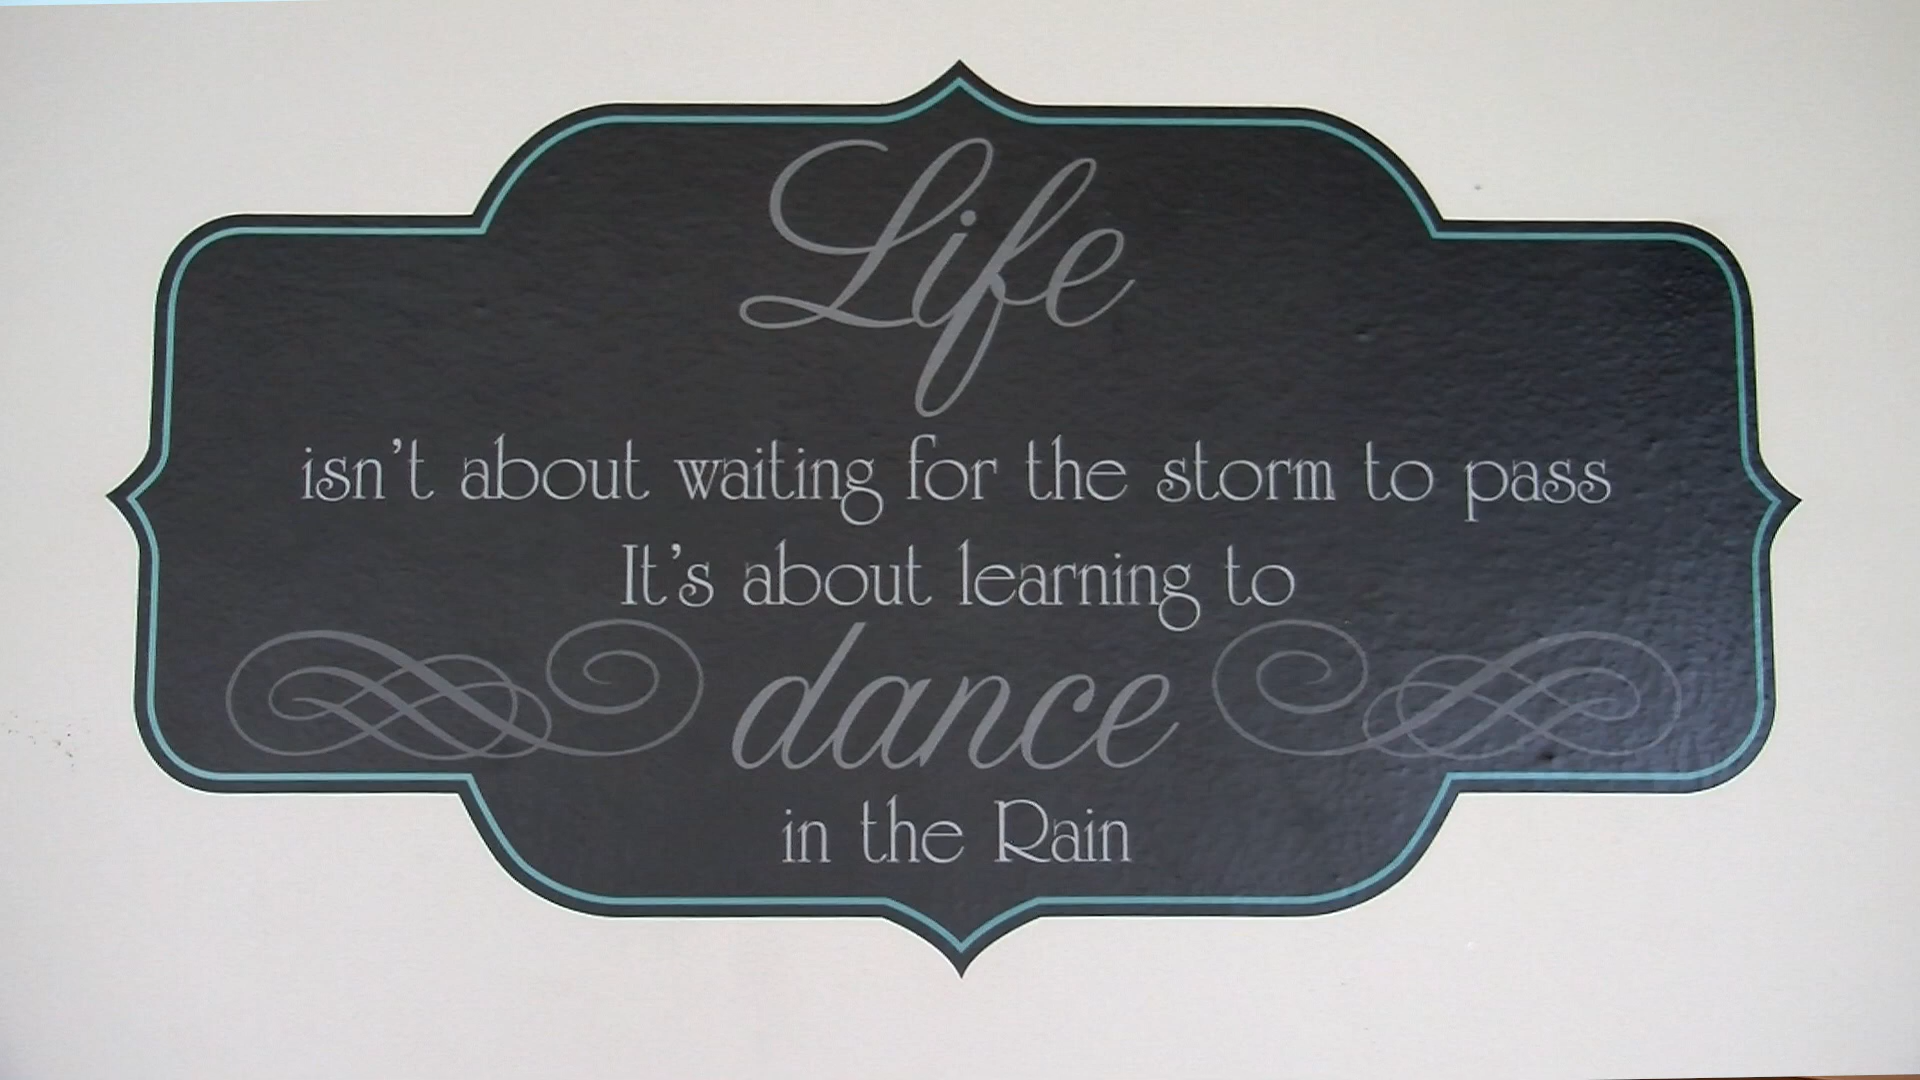 Life
isn't about waiting for the storm to pass
It's about learning to
dance
in the Rain